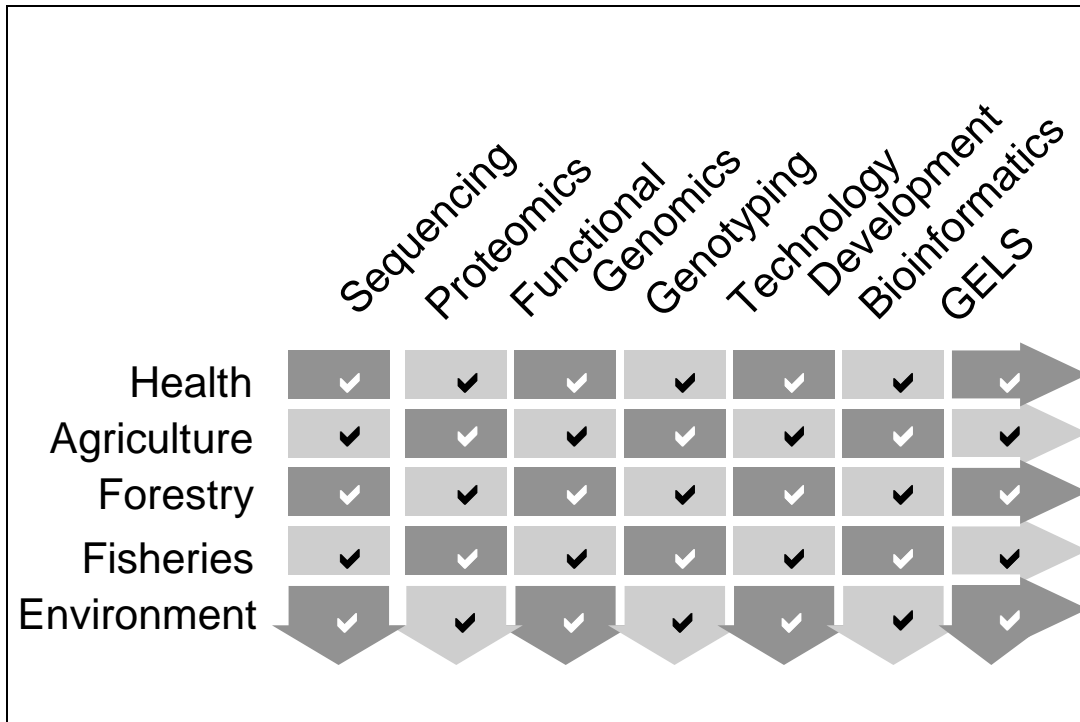 Sequencing
Proteomics
Functional
Genomics
Genotyping
Technology
Development
Bioinformatics
GELS
Health
Agriculture
Forestry
Fisheries
Environment